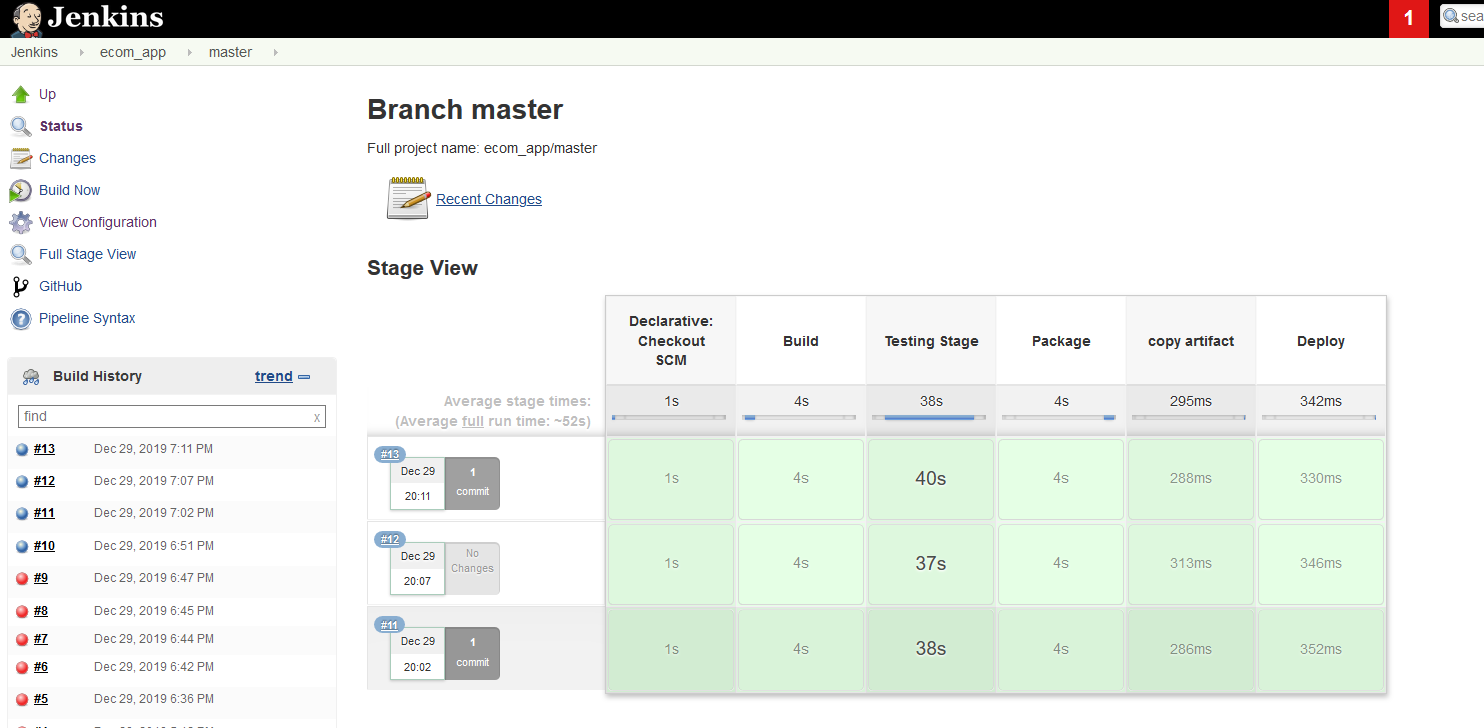 Jenkins
1
sea
Jenkins
ecom_app
master
Up
Status
Changes
Build Now
View Configuration
Full Stage View
GitHub
Pipeline Syntax
Build History
trend
find
x
#13 Dec 29, 2019 7:11 PM
#12 Dec 29, 2019 7:07 PM
#11 Dec 29, 2019 7:02 PM
#10 Dec 29, 2019 6:51 PM
#9 Dec 29, 2019 6:47 PM
#8 Dec 29, 2019 6:45 PM
#7 Dec 29, 2019 6:44 PM
#6 Dec 29, 2019 6:42 PM
#5 Dec 29, 2019 6:36 PM
Branch master
Full project name: ecom_app/master
Recent Changes
Stage View
Declarative:
Checkout
SCM
Build
Testing Stage
Package
copy artifact
Deploy
Average stage times:
(Average full run time: ~52s)
1s 4s 38s 4s 295ms 342ms
#13
Dec 29
20:11
1
commit
1s 4s 40s 4s 288ms 330ms
#12
Dec 29
20:07
No
Changes
1s 4s 37s 4s 313ms 346ms
#11
Dec 29
20:02
1
commit
1s 4s 38s 4s 286ms 352ms